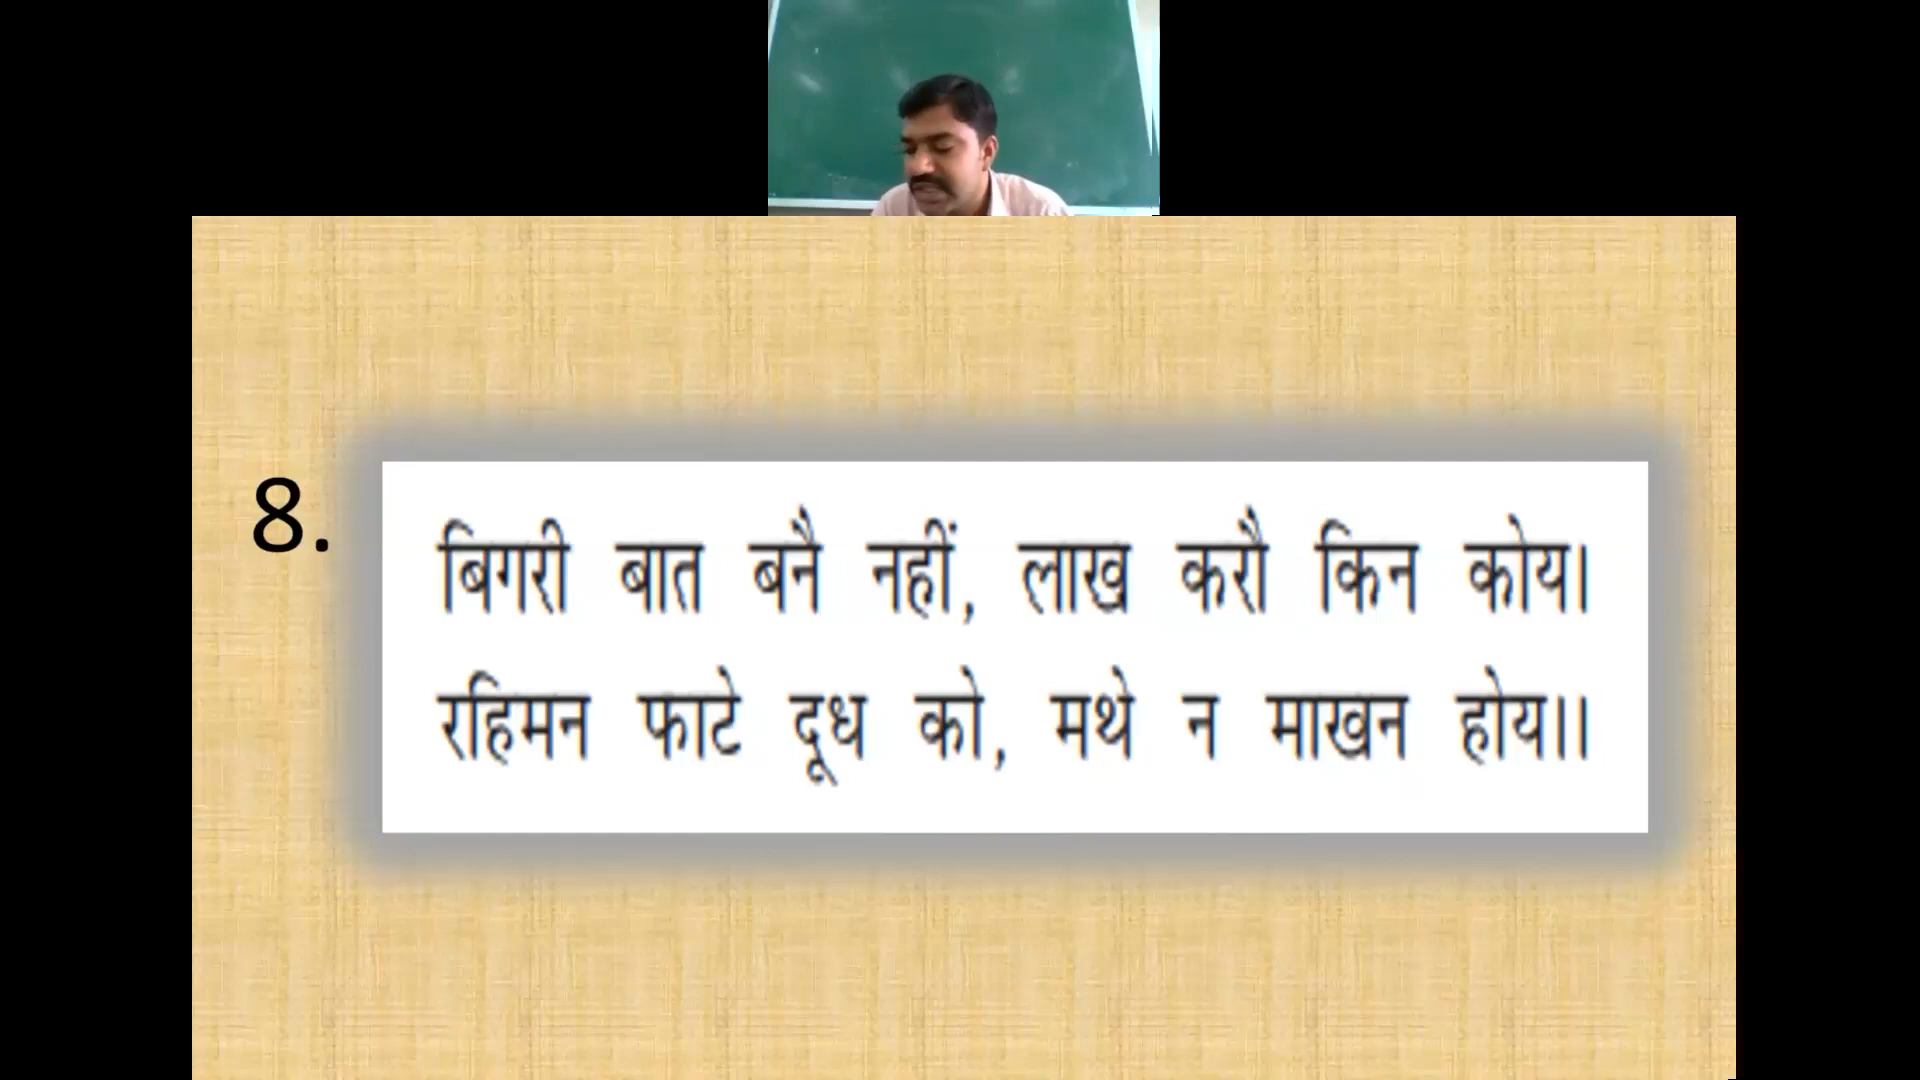 8.
बिगरी बात बनै नहीं, लाख करौ किन कोय।
रहिमन फाटे दूध को, मथे न माखन होय।।